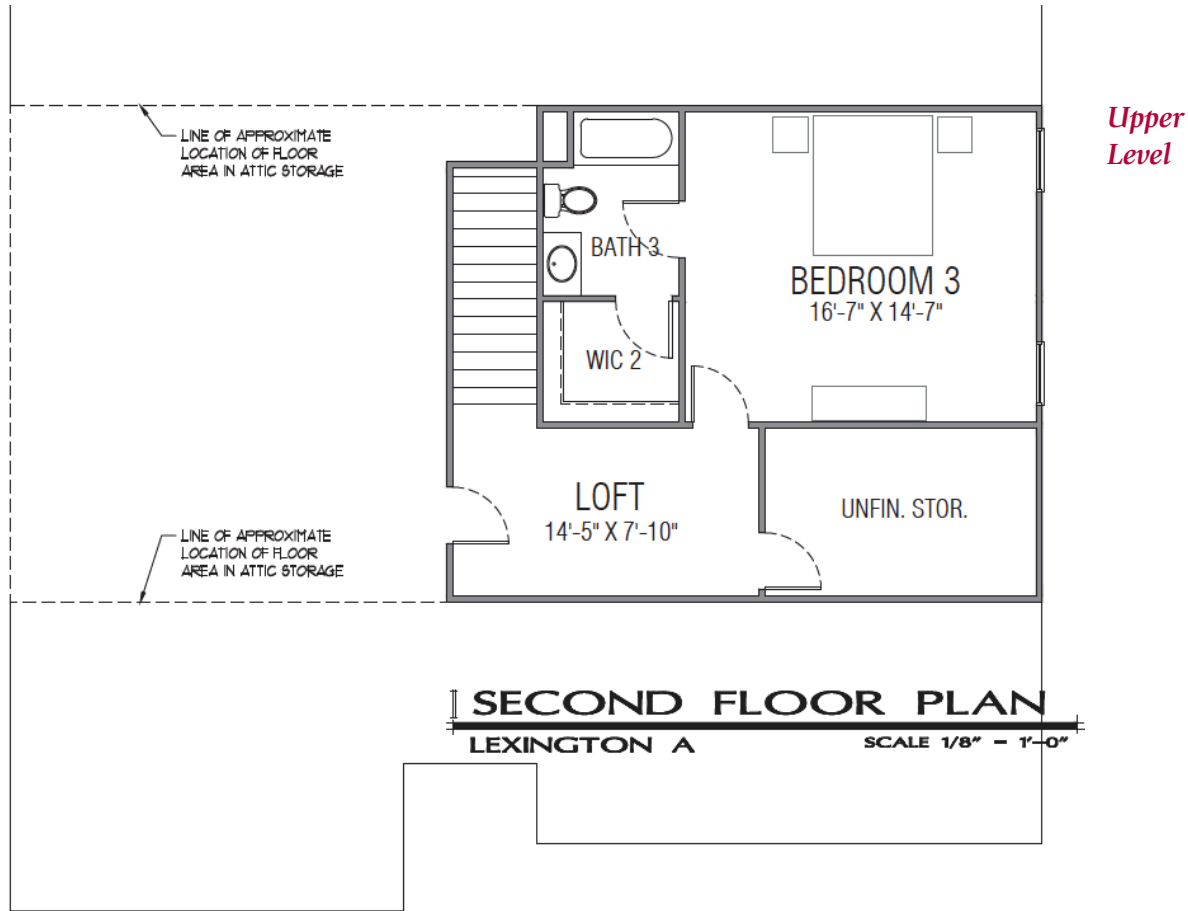 Upper
Level
LINE OF APPROXIMATE
LOCATION OF FLOOR
AREA IN ATTIC STORAGE
BATH 3
BEDROOM 3
16'-7" X 14'-7"
WIC 2
LOFT
14'-5" X 7'-10"
UNFIN. STOR.
LINE OF APPROXIMATE
LOCATION OF FLOOR
AREA IN ATTIC STORAGE
SECOND FLOOR PLAN
LEXINGTON A
SCALE 1/8" - 1'-0"